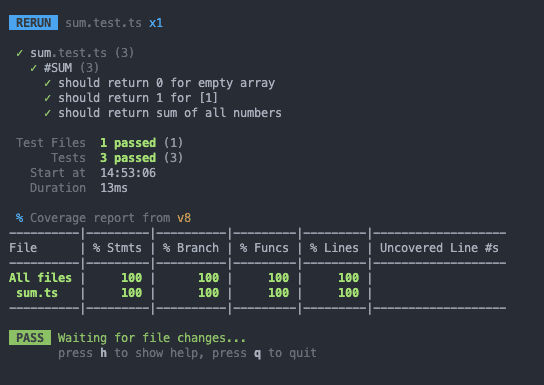 RERUN sum.test.ts x1
✓ sum.test.ts (3)
✓ #SUM (3)
✓ should return 0 for empty array
✓ should return 1 for [1]
✓ should return sum of all numbers
Test Files 1 passed (1)
Tests 3 passed (3)
Start at 14:53:06
Duration 13ms
% Coverage report from v8
----------|---------|----------|---------|---------|-------------------
File | % Stmts | % Branch | % Funcs | % Lines | Uncovered Line #s
----------|---------|----------|---------|---------|-------------------
All files | 100 | 100 | 100 | 100 |
sum.ts | 100 | 100 | 100 | 100 |
----------|---------|----------|---------|---------|-------------------
PASS Waiting for file changes...
press h to show help, press q to quit